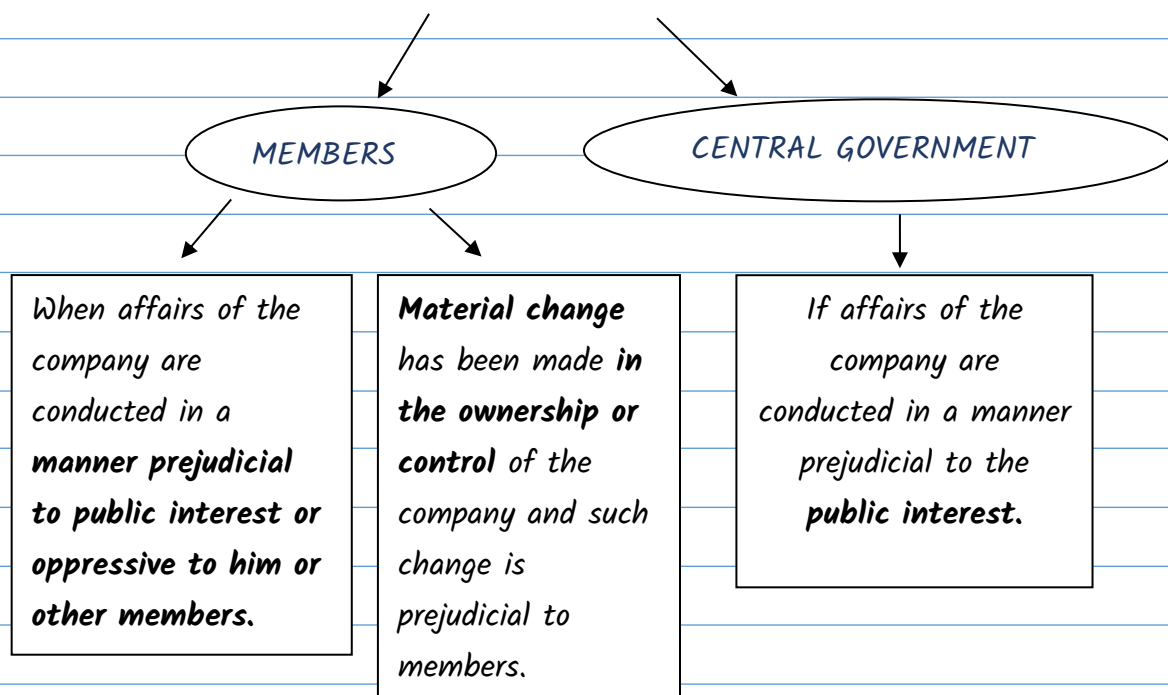 MEMBERS
CENTRAL GOVERNMENT
When affairs of the
company are
conducted in a
manner prejudicial
to public interest or
oppressive to him or
other members.
Material change
has been made in
the ownership or
control of the
company and such
change is
prejudicial to
members.
If affairs of the
company are
conducted in a manner
prejudicial to the
public interest.